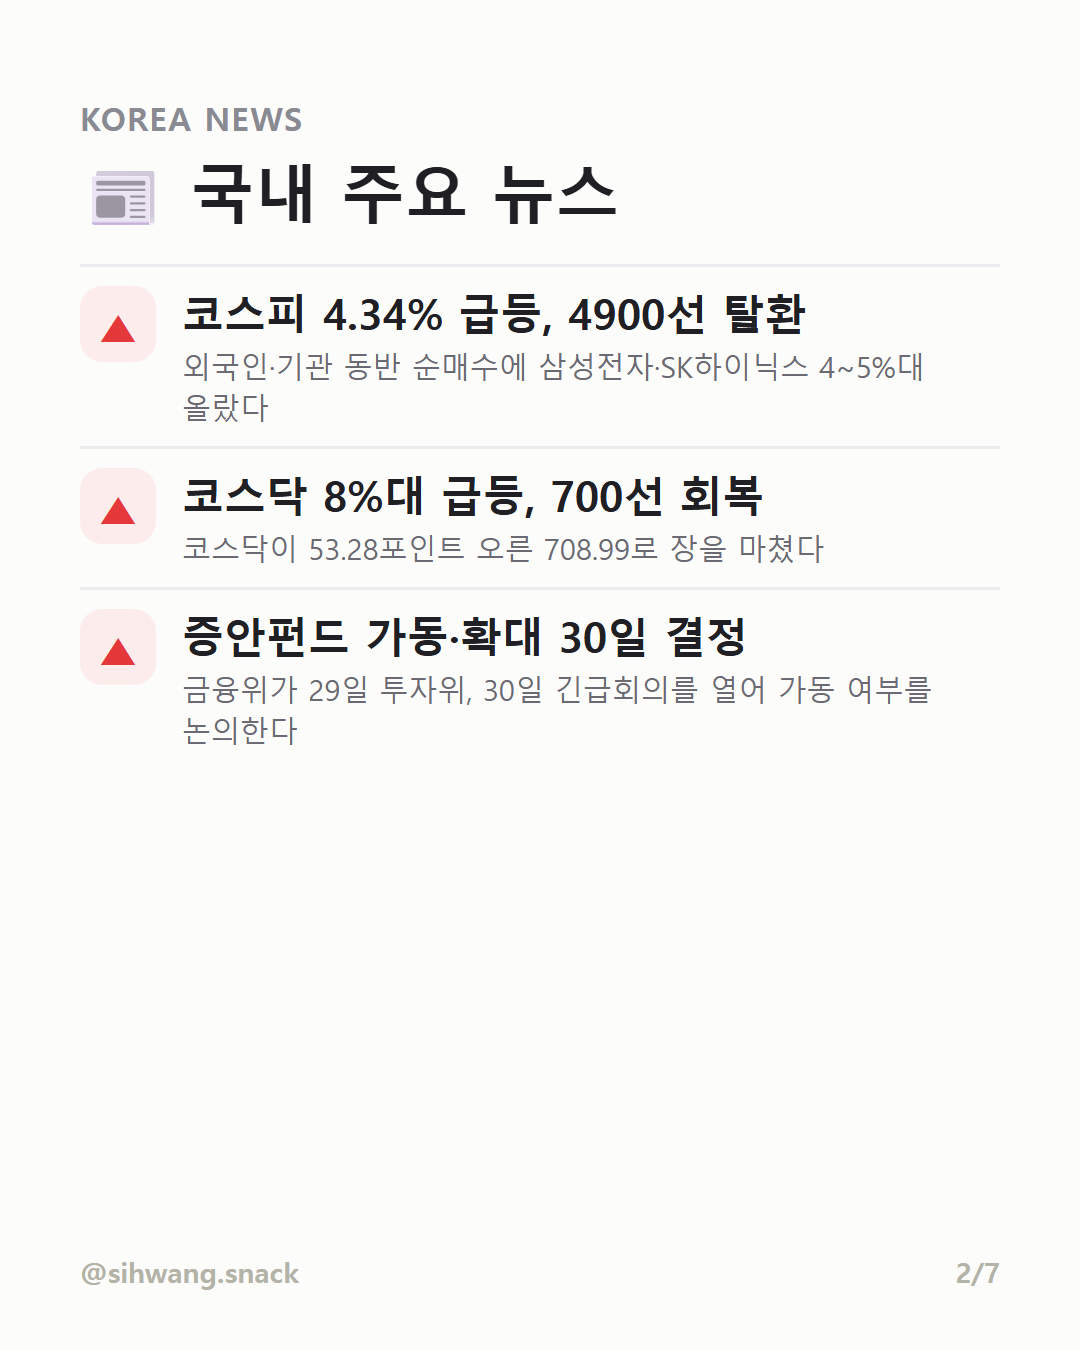 KOREA NEWS
국내 주요 뉴스
코스피 4.34% 급등, 4900선 탈환
외국인·기관 동반 순매수에 삼성전자·SK하이닉스 4~5%대
올랐다
코스닥 8%대 급등, 700선 회복
코스닥이 53.28포인트 오른 708.99로 장을 마쳤다
증안펀드 가동·확대 30일 결정
금융위가 29일 투자위, 30일 긴급회의를 열어 가동 여부를
논의한다
@sihwang.snack
2/7